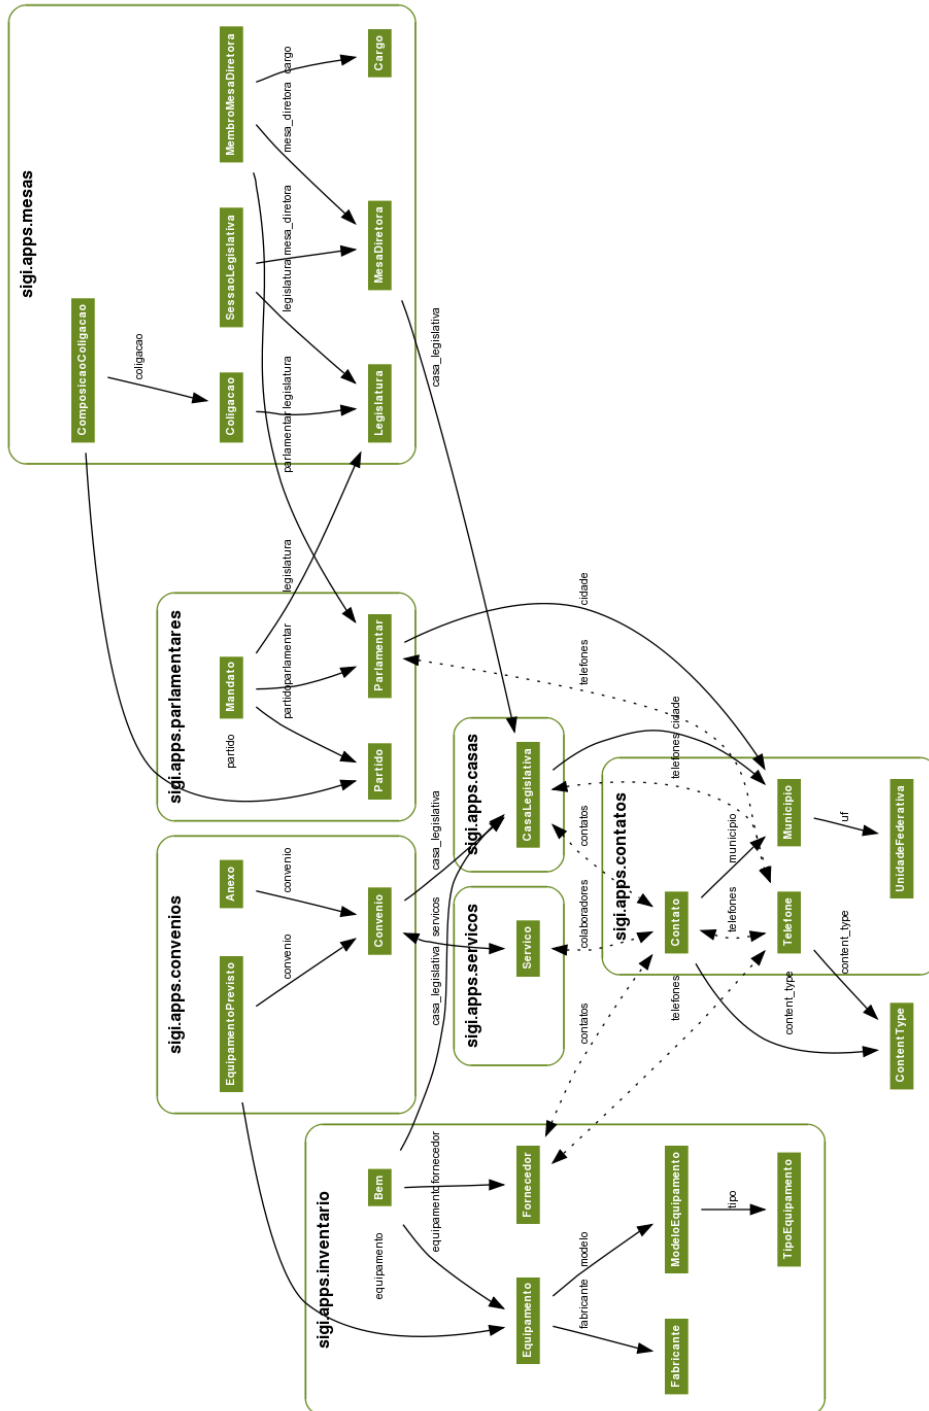 sigi.apps.mesas
ComposicaoColigacao
coligacao
MembroMesaDiretora
SessaoLegislativa
Coligacao
cargo
mesa_diretora
mesa_diretora
legislatura
legislatura
parlamentar
Cargo
MesaDiretora
Legislatura
casa_legislativa
sigi.apps.parlamentares
Mandato
partido
legislatura
parlamentar
partido
Parlamentar
Partido
cidade
telefones
sigi.apps.casas
CasaLegislativa
cidade
telefones
contatos
sigi.apps.convenios
Anexo
EquipamentoPrevisto
convenio
convenio
Convenio
casa_legislativa
servicos
casa_legislativa
sigi.apps.servicos
Servico
colaboradores
contatos
telefones
sigi.apps.contatos
Contato
municipio
telefones
Municipio
Telefone
uf
content_type
content_type
UnidadeFederativa
ContentType
sigi.apps.inventario
Bem
equipamento
fornecedor
equipamento
Fornecedor
Equipamento
modelo
fabricante
ModeloEquipamento
Fabricante
tipo
TipoEquipamento